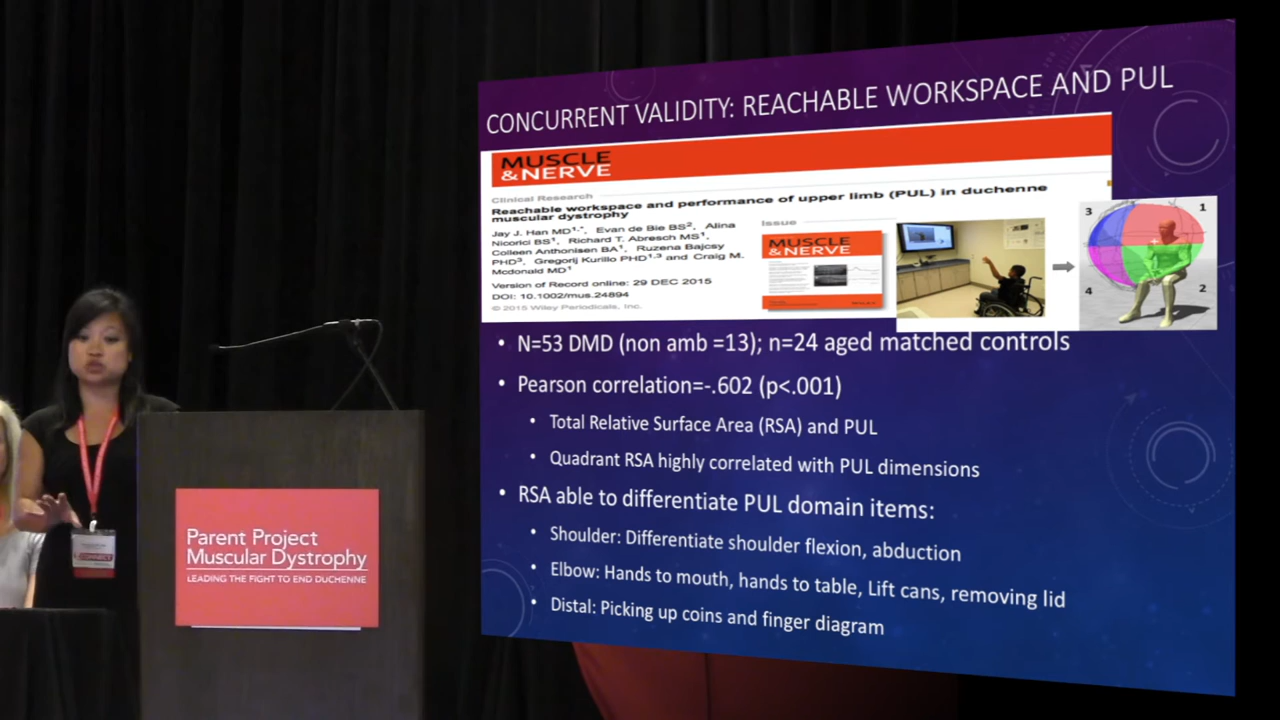 CONCURRENT VALIDITY: REACHABLE WORKSPACE AND PUL
MUSCLE
&NERVE
Clinical Research
Reachable workspace and performance of upper limb (PUL) in duchenne
muscular dystrophy
Jay J. Han MD1,*, Evan de Bie BS2, Alina
Nicorici BS1, Richard T. Abresch MS1,
Colleen Anthonisen BA1, Ruzena Bajcsy
PHD3, Gregorij Kurillo PHD1,3 and Craig M.
Mcdonald MD1
Version of Record online: 29 DEC 2015
DOI: 10.1002/mus.24894
© 2015 Wiley Periodicals, Inc.
Issue
MUSCLE
&NERVE
3
1
4
2
• N=53 DMD (non amb =13); n=24 aged matched controls
• Pearson correlation=-.602 (p<.001)
• Total Relative Surface Area (RSA) and PUL
• Quadrant RSA highly correlated with PUL dimensions
• RSA able to differentiate PUL domain items:
• Shoulder: Differentiate shoulder flexion, abduction
• Elbow: Hands to mouth, hands to table, Lift cans, removing lid
• Distal: Picking up coins and finger diagram
Parent Project
Muscular Dystrophy
LEADING THE FIGHT TO END DUCHENNE
CONNECT